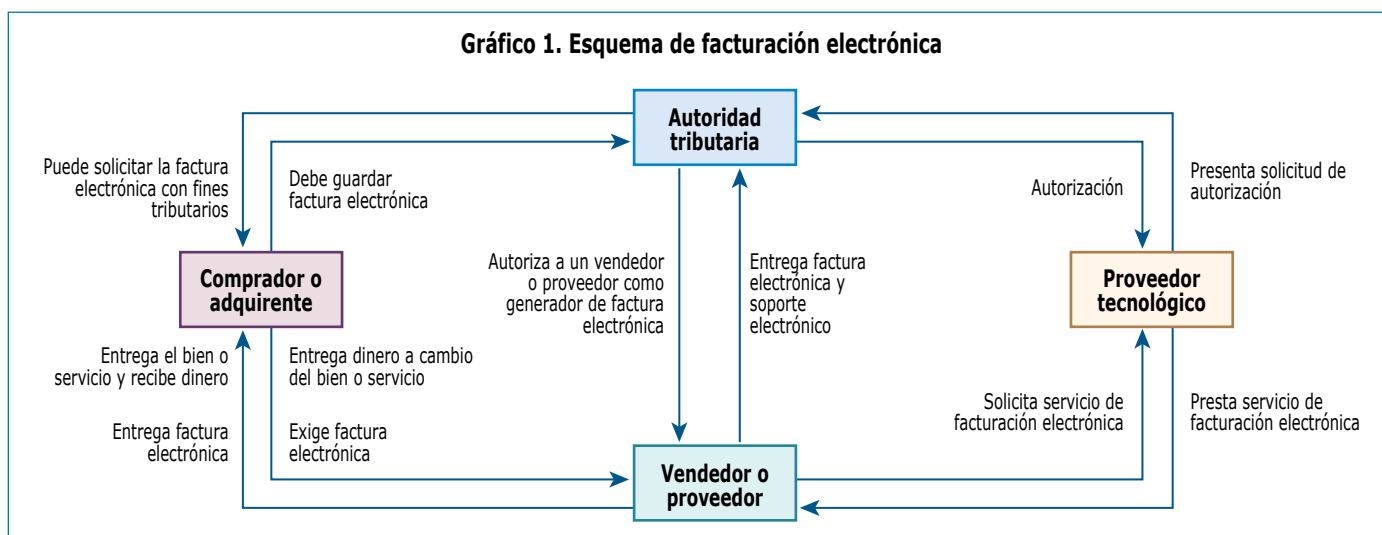 Gráfico 1. Esquema de facturación electrónica
Autoridad
tributaria
Puede solicitar la factura
electrónica con fines
tributarios
Debe guardar
factura electrónica
Autorización
Presenta solicitud de
autorización
Comprador o
adquirente
Autoriza a un vendedor
o proveedor como
generador de factura
electrónica
Entrega factura
electrónica y
soporte
electrónico
Proveedor
tecnológico
Entrega el bien o
servicio y recibe dinero
Entrega dinero a cambio
del bien o servicio
Entrega factura
electrónica
Exige factura
electrónica
Solicita servicio de
facturación electrónica
Presta servicio de
facturación electrónica
Vendedor o
proveedor